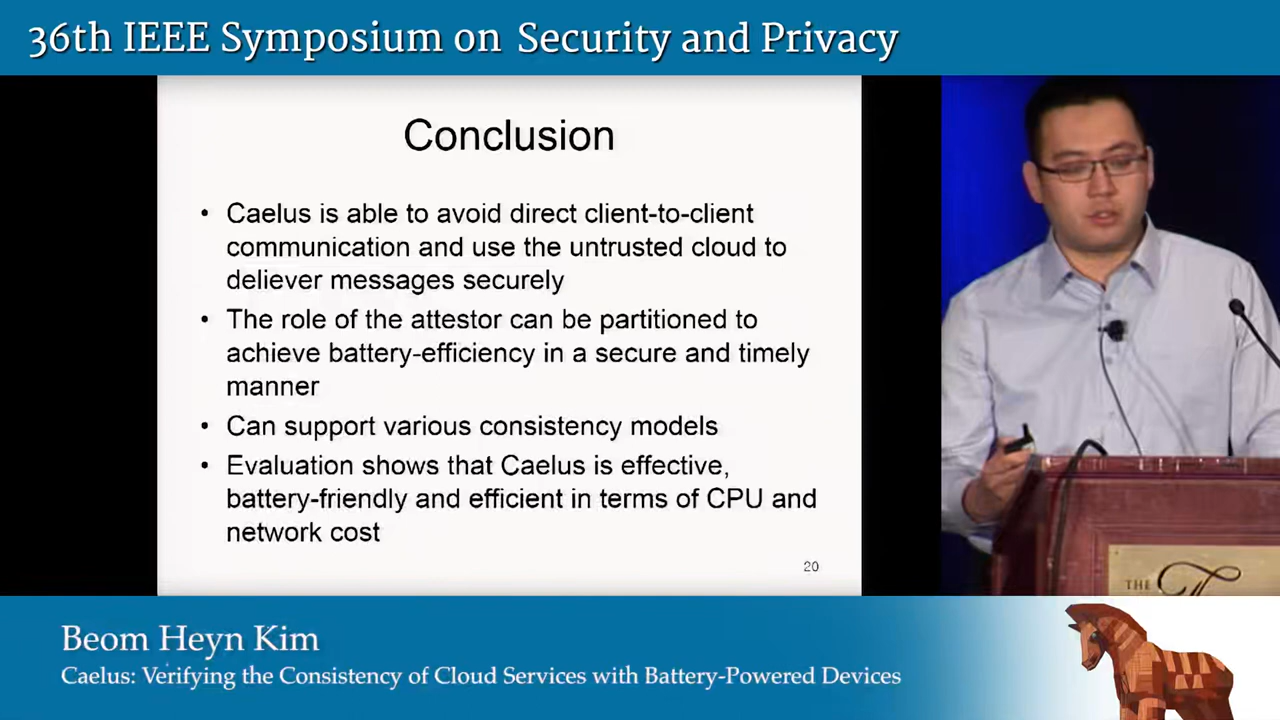 36th IEEE Symposium on Security and Privacy
Conclusion
• Caelus is able to avoid direct client-to-client
communication and use the untrusted cloud to
deliever messages securely
• The role of the attestor can be partitioned to
achieve battery-efficiency in a secure and timely
manner
• Can support various consistency models
• Evaluation shows that Caelus is effective,
battery-friendly and efficient in terms of CPU and
network cost
20
THE
Beom Heyn Kim
Caelus: Verifying the Consistency of Cloud Services with Battery-Powered Devices